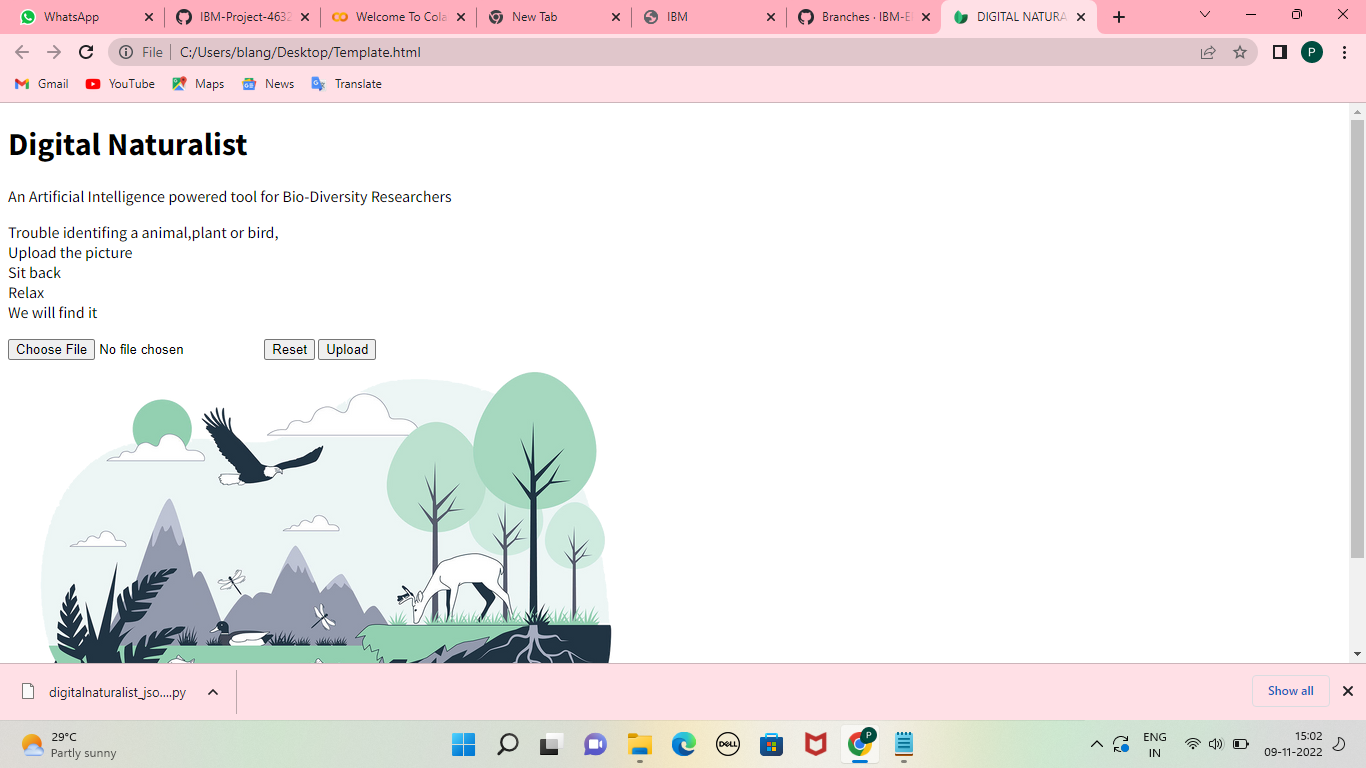 WhatsApp
IBM-Project-4632
Welcome To Cola
New Tab
IBM
Branches · IBM-E
DIGITAL NATURA
File
C:/Users/blang/Desktop/Template.html
P
Gmail
YouTube
Maps
News
Translate
Digital Naturalist
An Artificial Intelligence powered tool for Bio-Diversity Researchers
Trouble identifing a animal,plant or bird,
Upload the picture
Sit back
Relax
We will find it
Choose File No file chosen Reset Upload
digitalnaturalist_jso....py
Show all
29°C
Partly sunny
DELL
P
ENG
IN
15:02
09-11-2022